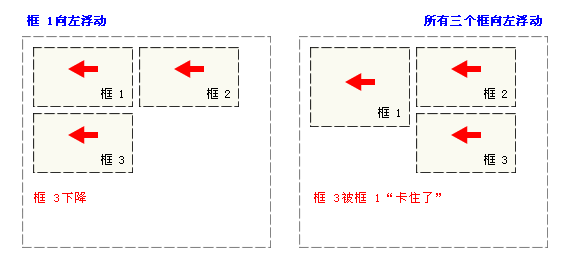 框 1向左浮动
框 1
框 2
框 3
框 3下降
所有三个框向左浮动
框 1
框 2
框 3
框 3被框 1“卡住了”